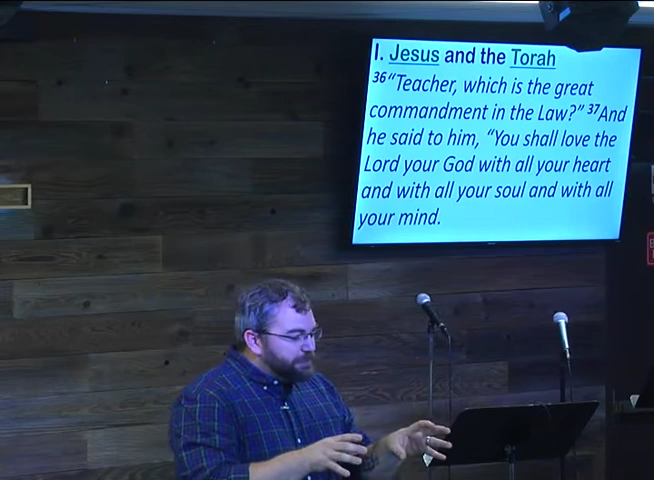 I. Jesus and the Torah
³⁶“Teacher, which is the great
commandment in the Law?” ³⁷And
he said to him, “You shall love the
Lord your God with all your heart
and with all your soul and with all
your mind.